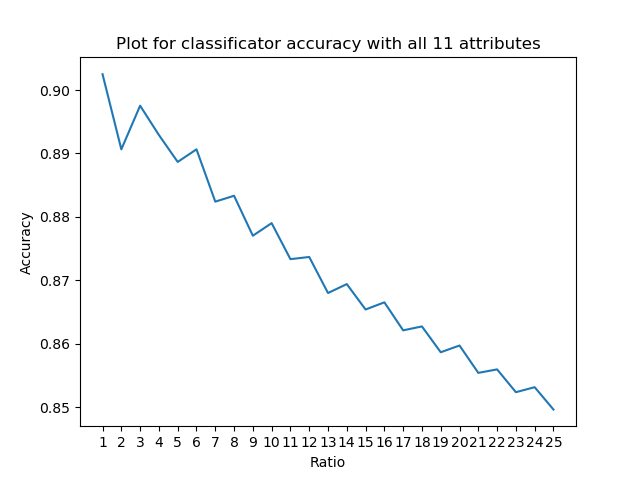 Plot for classificator accuracy with all 11 attributes
0.90
0.89
0.88
0.87
0.86
0.85
Accuracy
1 2 3 4 5 6 7 8 9 10 11 12 13 14 15 16 17 18 19 20 21 22 23 24 25
Ratio